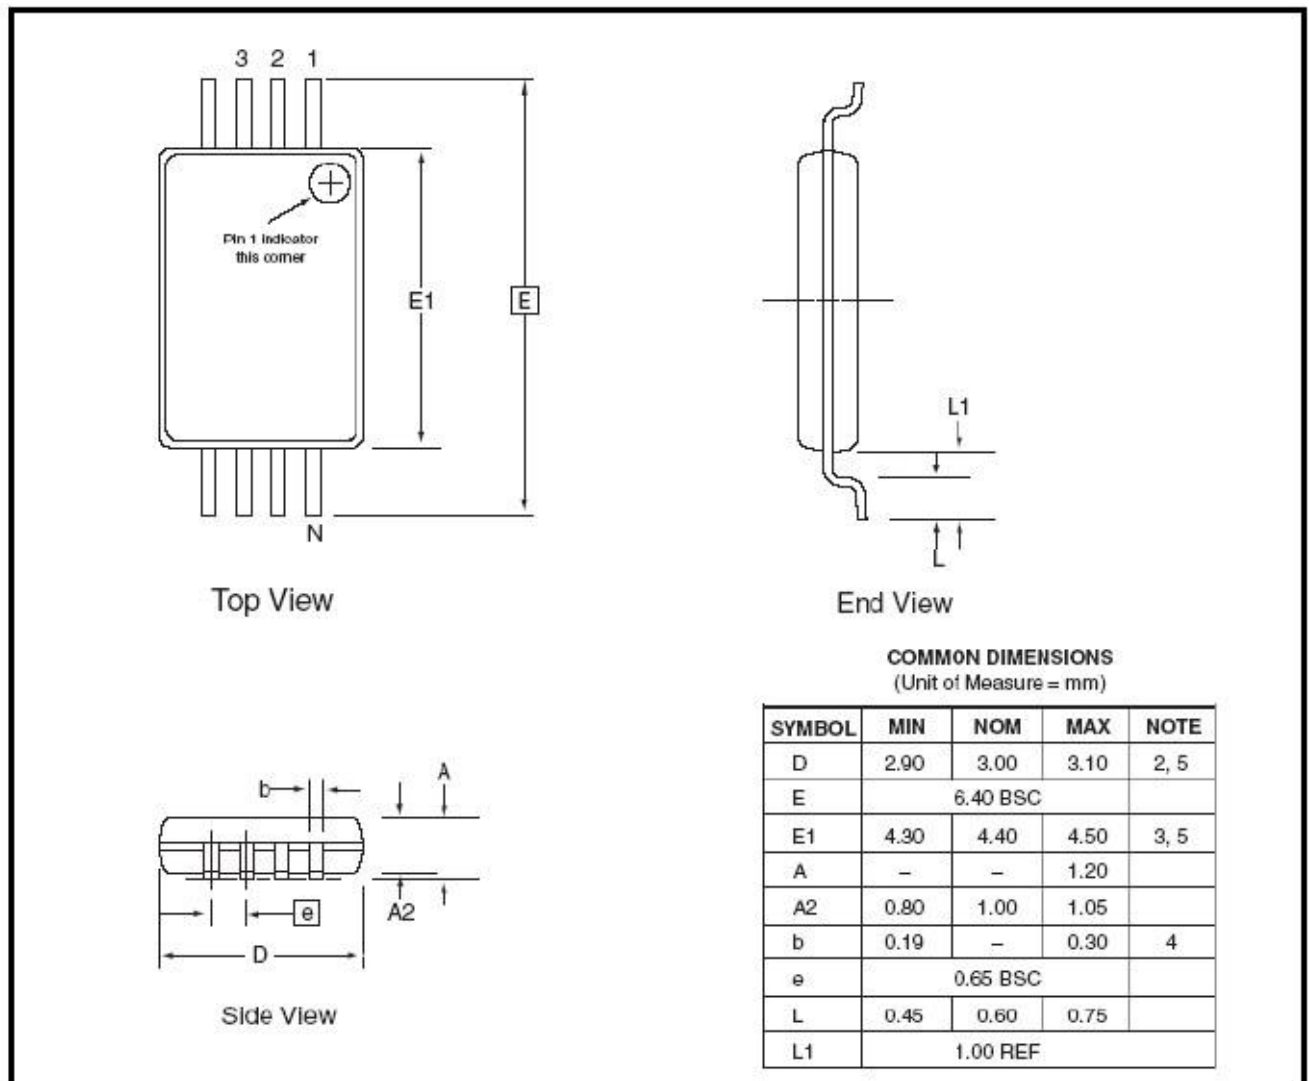 3 2 1
Pin 1 indicator
this corner
E1
E
N
Top View
L1
L
End View
b
A
e
A2
D
Side View
COMMON DIMENSIONS
(Unit of Measure = mm)
SYMBOL MIN NOM MAX NOTE
D 2.90 3.00 3.10 2, 5
E 6.40 BSC
E1 4.30 4.40 4.50 3, 5
A – – 1.20
A2 0.80 1.00 1.05
b 0.19 – 0.30 4
e 0.65 BSC
L 0.45 0.60 0.75
L1 1.00 REF